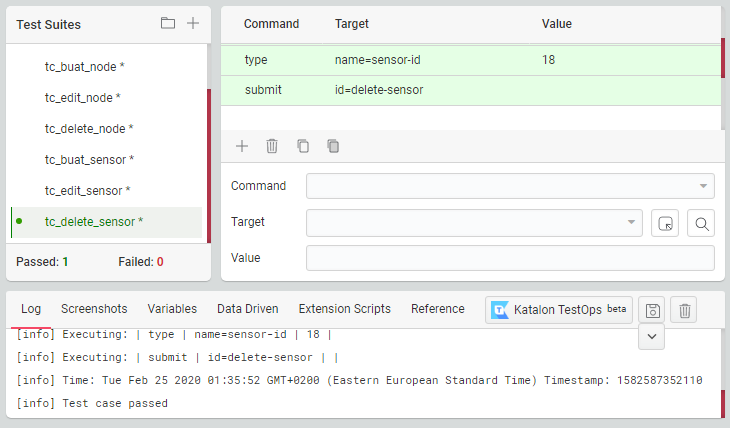 Test Suites
tc_buat_node *
tc_edit_node *
tc_delete_node *
tc_buat_sensor *
tc_edit_sensor *
tc_delete_sensor *
Passed: 1 Failed: 0
Command Target Value
type name=sensor-id 18
submit id=delete-sensor
Command
Target
Value
Log Screenshots Variables Data Driven Extension Scripts Reference Katalon TestOps beta
[info] Executing: | type | name=sensor-id | 18 |
[info] Executing: | submit | id=delete-sensor | |
[info] Time: Tue Feb 25 2020 01:35:52 GMT+0200 (Eastern European Standard Time) Timestamp: 1582587352110
[info] Test case passed